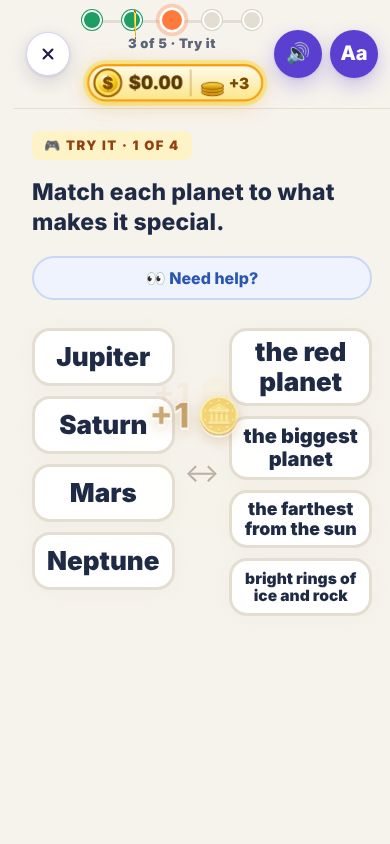 3 of 5 · Try it
$ $0.00 +3
Aa
TRY IT · 1 OF 4
Match each planet to what
makes it special.
Need help?
Jupiter
Saturn
Mars
Neptune
+1
the red
planet
the biggest
planet
the farthest
from the sun
bright rings of
ice and rock